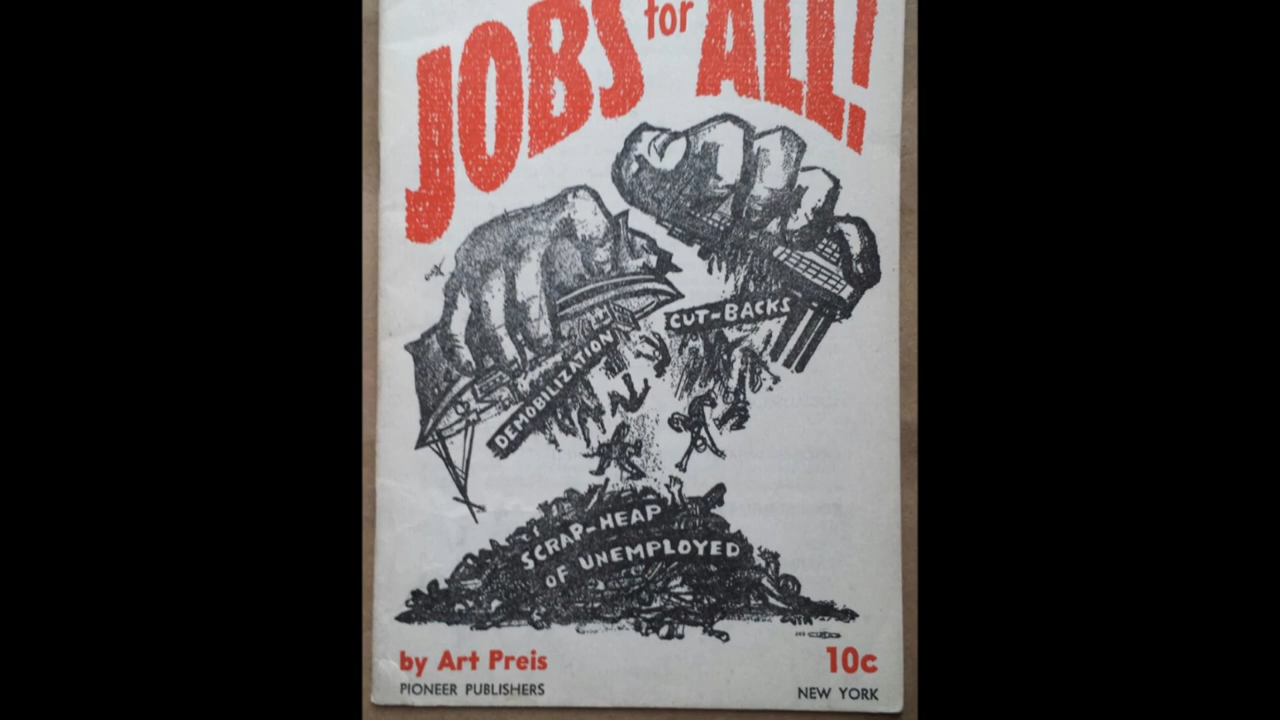 JOBS for ALL!
CUT-BACKS
DEMOBILIZATION
SCRAP-HEAP
OF UNEMPLOYED
by Art Preis
10c
PIONEER PUBLISHERS
NEW YORK